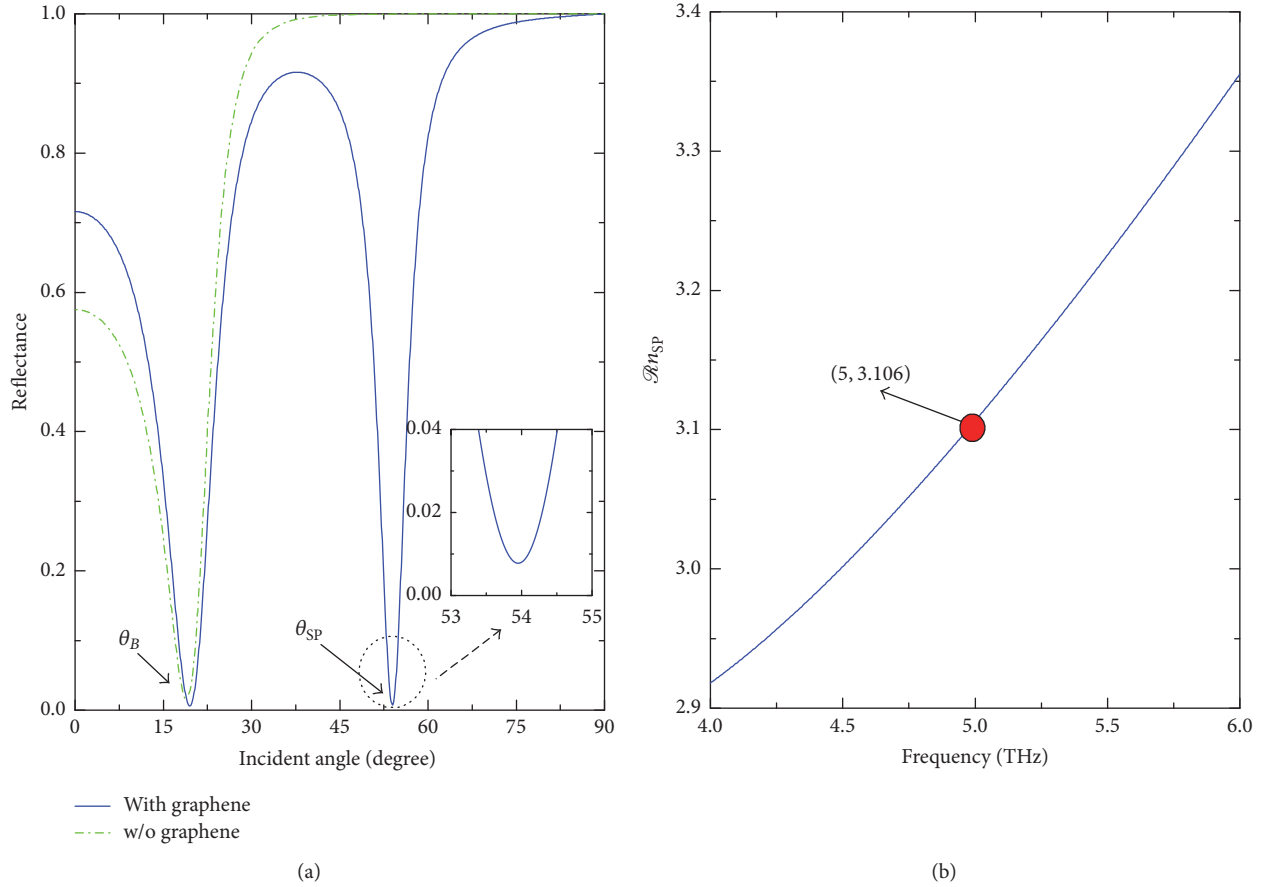 1.0
0.8
0.6
0.4
0.2
0.0
Reflectance
0 15 30 45 60 75 90
Incident angle (degree)
θB
θSP
0.04
0.02
0.00
53 54 55
With graphene
w/o graphene
(a)
3.4
3.3
3.2
3.1
3.0
2.9
ℛnSP
(5, 3.106)
4.0 4.5 5.0 5.5 6.0
Frequency (THz)
(b)